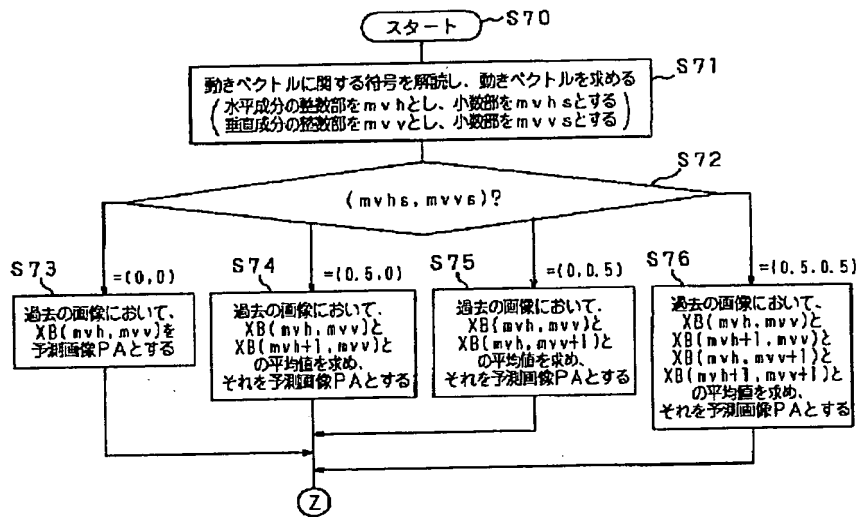 スタート
S70
S71
動きベクトルに関する符号を解読し、動きベクトルを求める
(水平成分の整数部をmvhとし、小数部をmvhsとする
垂直成分の整数部をmvvとし、小数部をmvvsとする)
S72
(mvhs,mvvs)?
S73
=(0,0)
過去の画像において、
XB(mvh,mvv)を
予測画像PAとする
S74
=(0.5,0)
過去の画像において、
XB(mvh,mvv)と
XB(mvh+1,mvv)と
の平均値を求め、
それを予測画像PAとする
S75
=(0,0.5)
過去の画像において、
XB(mvh,mvv)と
XB(mvh,mvv+1)と
の平均値を求め、
それを予測画像PAとする
S76
=(0.5,0.5)
過去の画像において、
XB(mvh,mvv)と
XB(mvh+1,mvv)と
XB(mvh,mvv+1)と
XB(mvh+1,mvv+1)と
の平均値を求め、
それを予測画像PAとする
Z